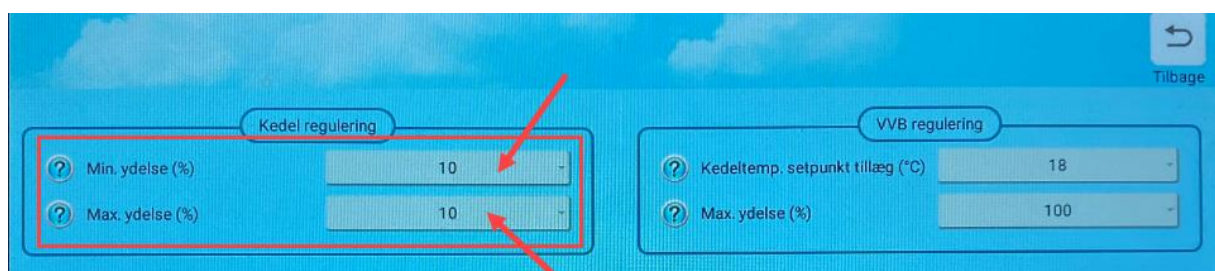 Tilbage
Kedel regulering
Min. ydelse (%) 10
Max. ydelse (%) 10
VVB regulering
Kedeltemp. setpunkt tillæg (°C) 18
Max. ydelse (%) 100